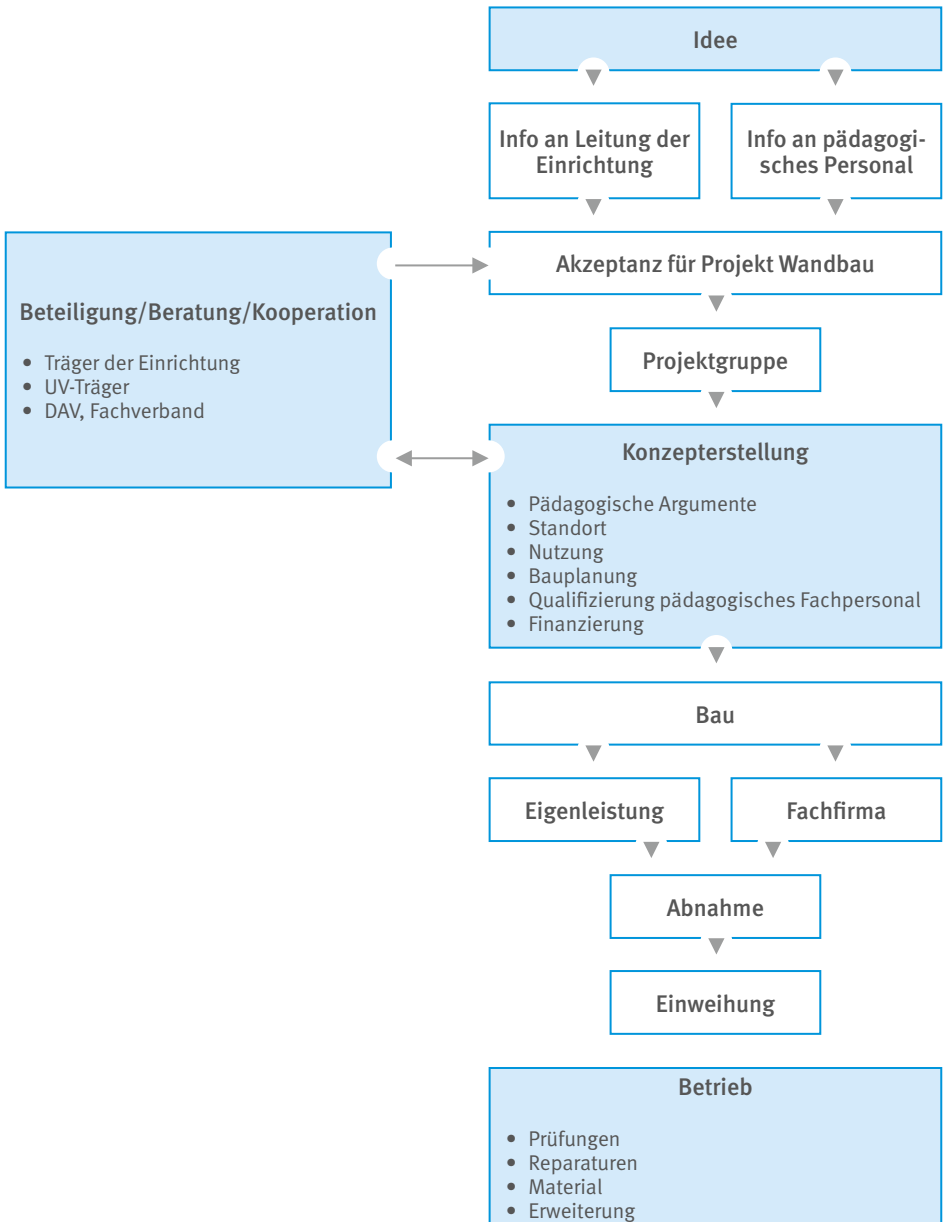 Idee
Info an Leitung der
Einrichtung
Info an pädagogi-
sches Personal
Akzeptanz für Projekt Wandbau
Beteiligung/Beratung/Kooperation
• Träger der Einrichtung
• UV-Träger
• DAV, Fachverband
Projektgruppe
Konzepterstellung
• Pädagogische Argumente
• Standort
• Nutzung
• Bauplanung
• Qualifizierung pädagogisches Fachpersonal
• Finanzierung
Bau
Eigenleistung
Fachfirma
Abnahme
Einweihung
Betrieb
• Prüfungen
• Reparaturen
• Material
• Erweiterung